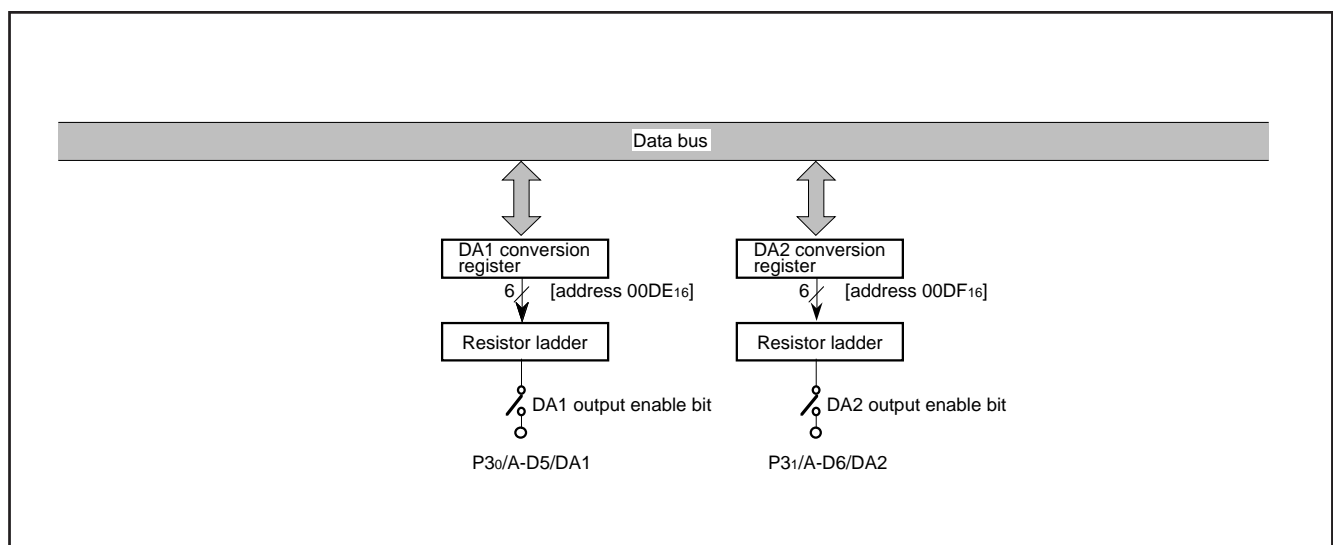 Data bus
DA1 conversion
register
6 [address 00DE16]
Resistor ladder
DA1 output enable bit
P30/A-D5/DA1
DA2 conversion
register
6 [address 00DF16]
Resistor ladder
DA2 output enable bit
P31/A-D6/DA2